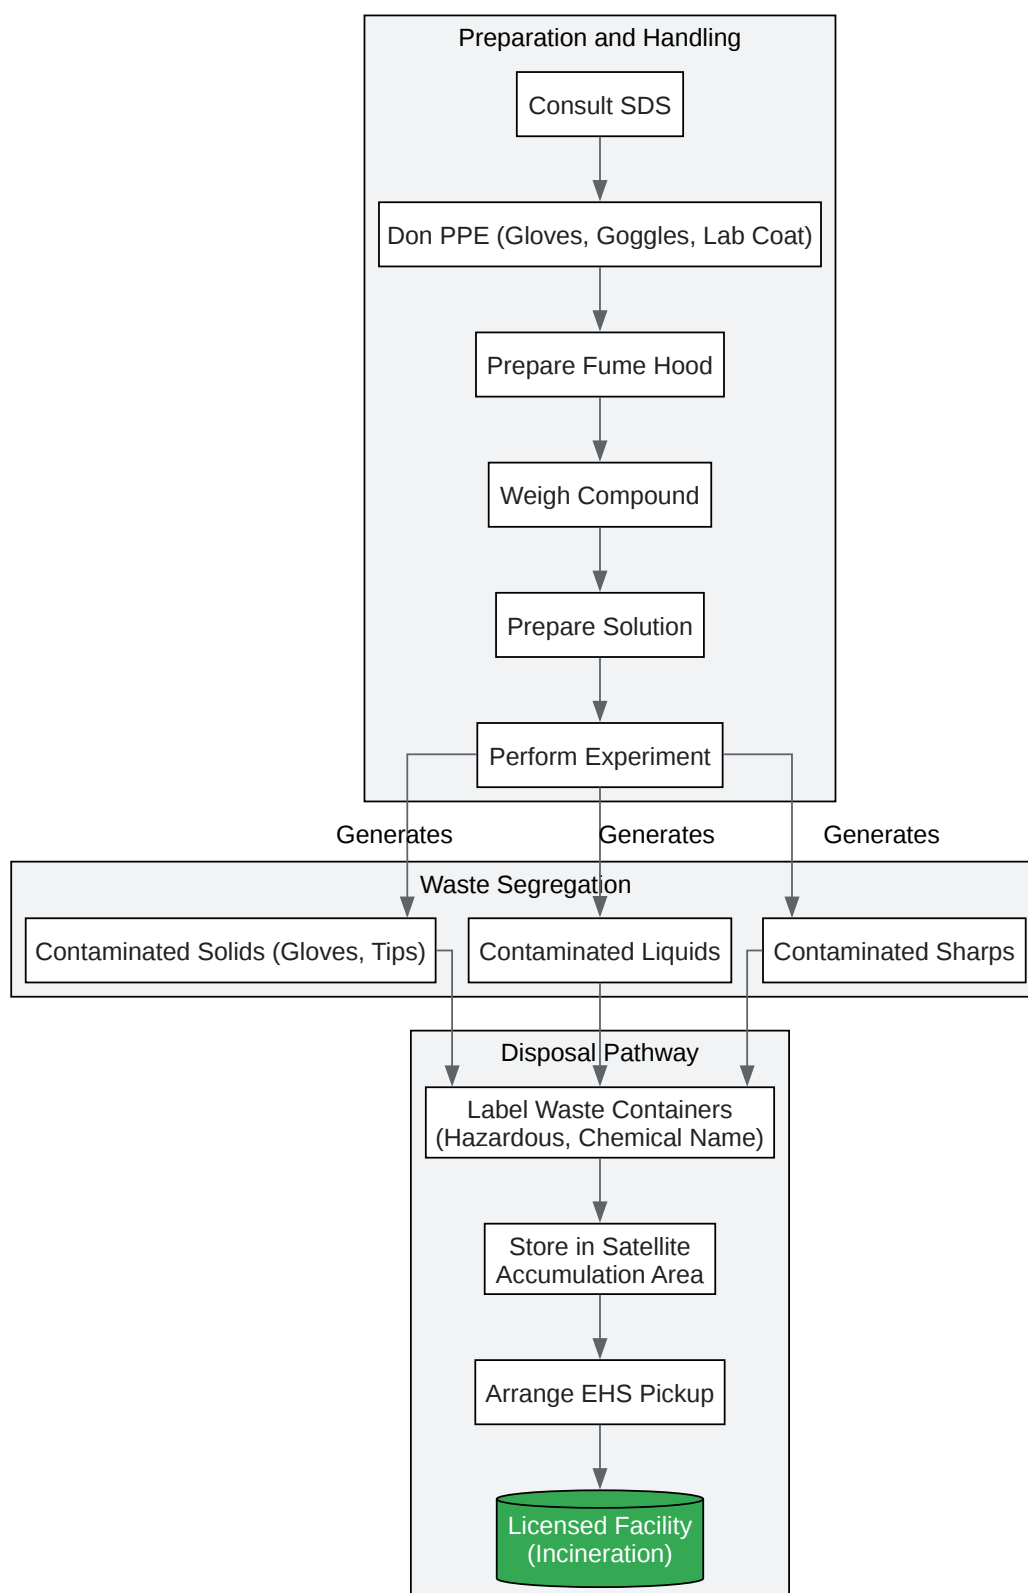 Preparation and Handling
Consult SDS
Don PPE (Gloves, Goggles, Lab Coat)
Prepare Fume Hood
Weigh Compound
Prepare Solution
Perform Experiment
Generates
Generates
Generates
Waste Segregation
Contaminated Solids (Gloves, Tips)
Contaminated Liquids
Contaminated Sharps
Disposal Pathway
Label Waste Containers
(Hazardous, Chemical Name)
Store in Satellite
Accumulation Area
Arrange EHS Pickup
Licensed Facility
(Incineration)